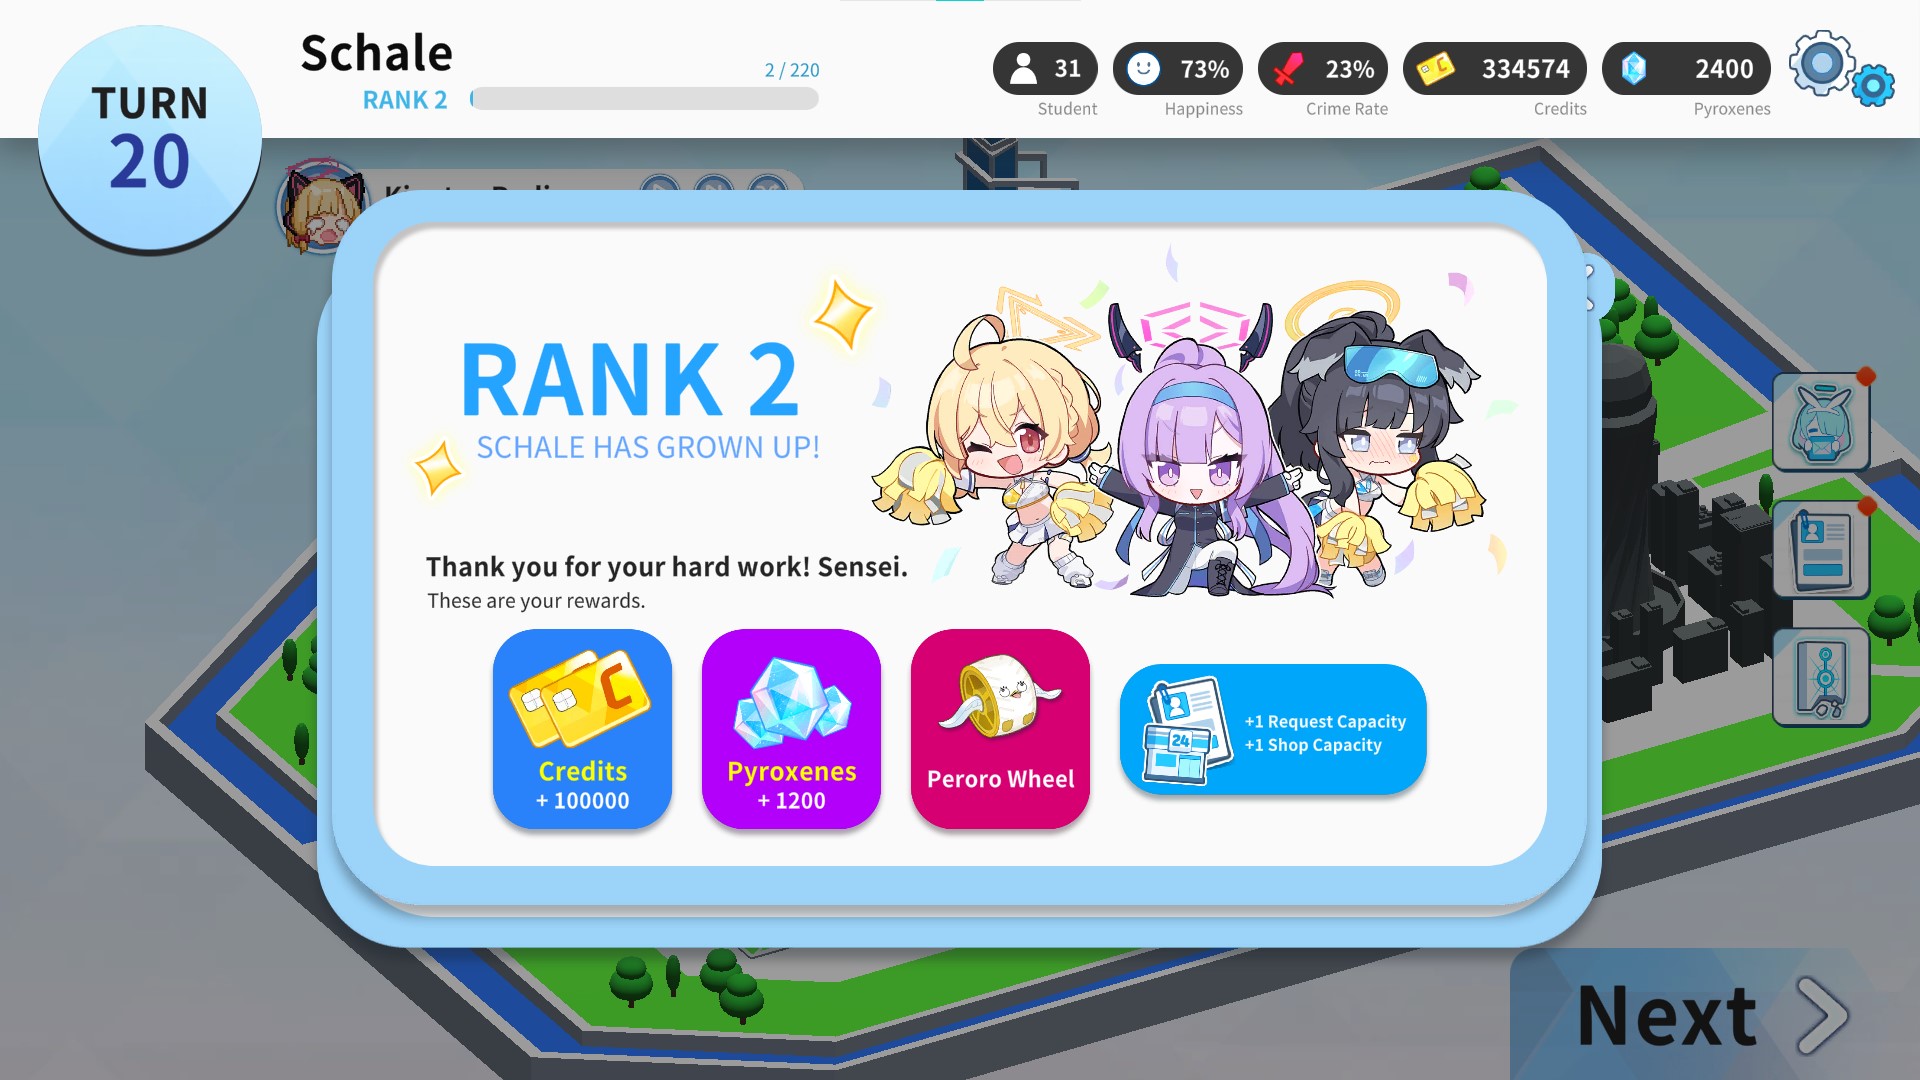 TURN
20
Schale
RANK 2
2 / 220
31
Student
73%
Happiness
23%
Crime Rate
334574
Credits
2400
Pyroxenes
RANK 2
SCHALE HAS GROWN UP!
Thank you for your hard work! Sensei.
These are your rewards.
Credits
+ 100000
Pyroxenes
+ 1200
Peroro Wheel
24
+1 Request Capacity
+1 Shop Capacity
Next